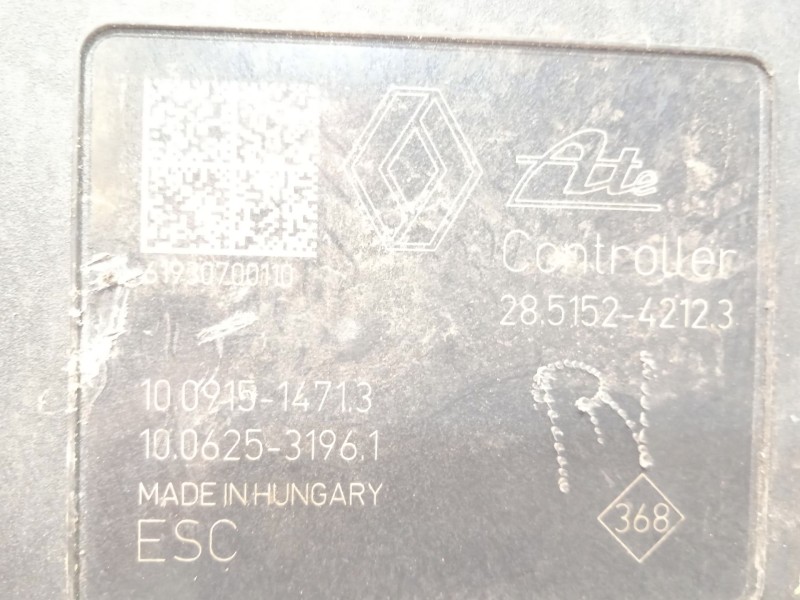 Ate
61930700110
Controller
28.5152-4212.3
10.0915-1471.3
10.0625-3196.1
MADE IN HUNGARY
ESC
368